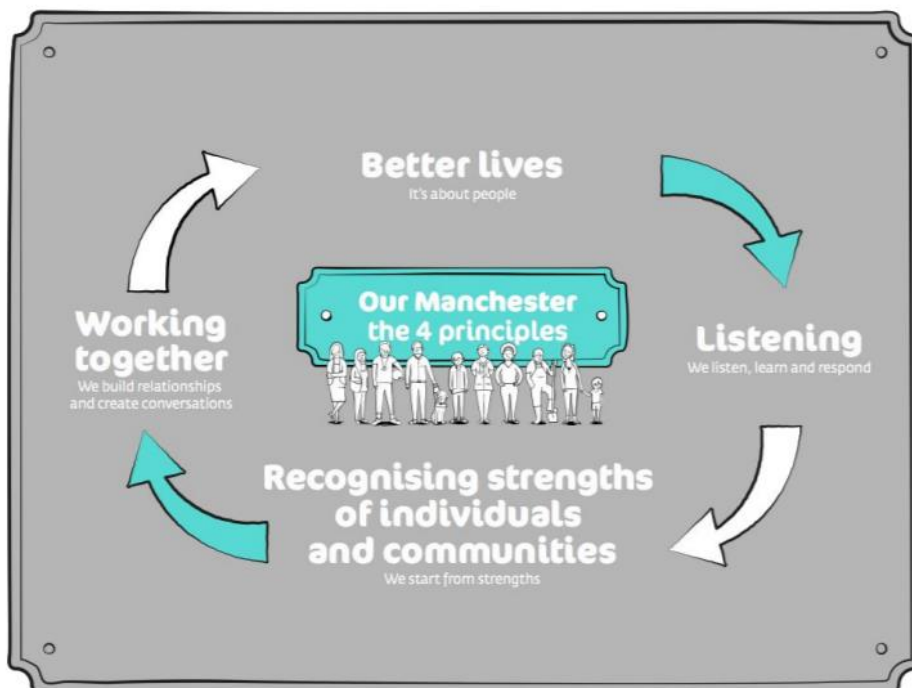 Better lives
It's about people
Our Manchester
the 4 principles
Listening
We listen, learn and respond
Recognising strengths
of individuals
and communities
We start from strengths
Working
together
We build relationships
and create conversations